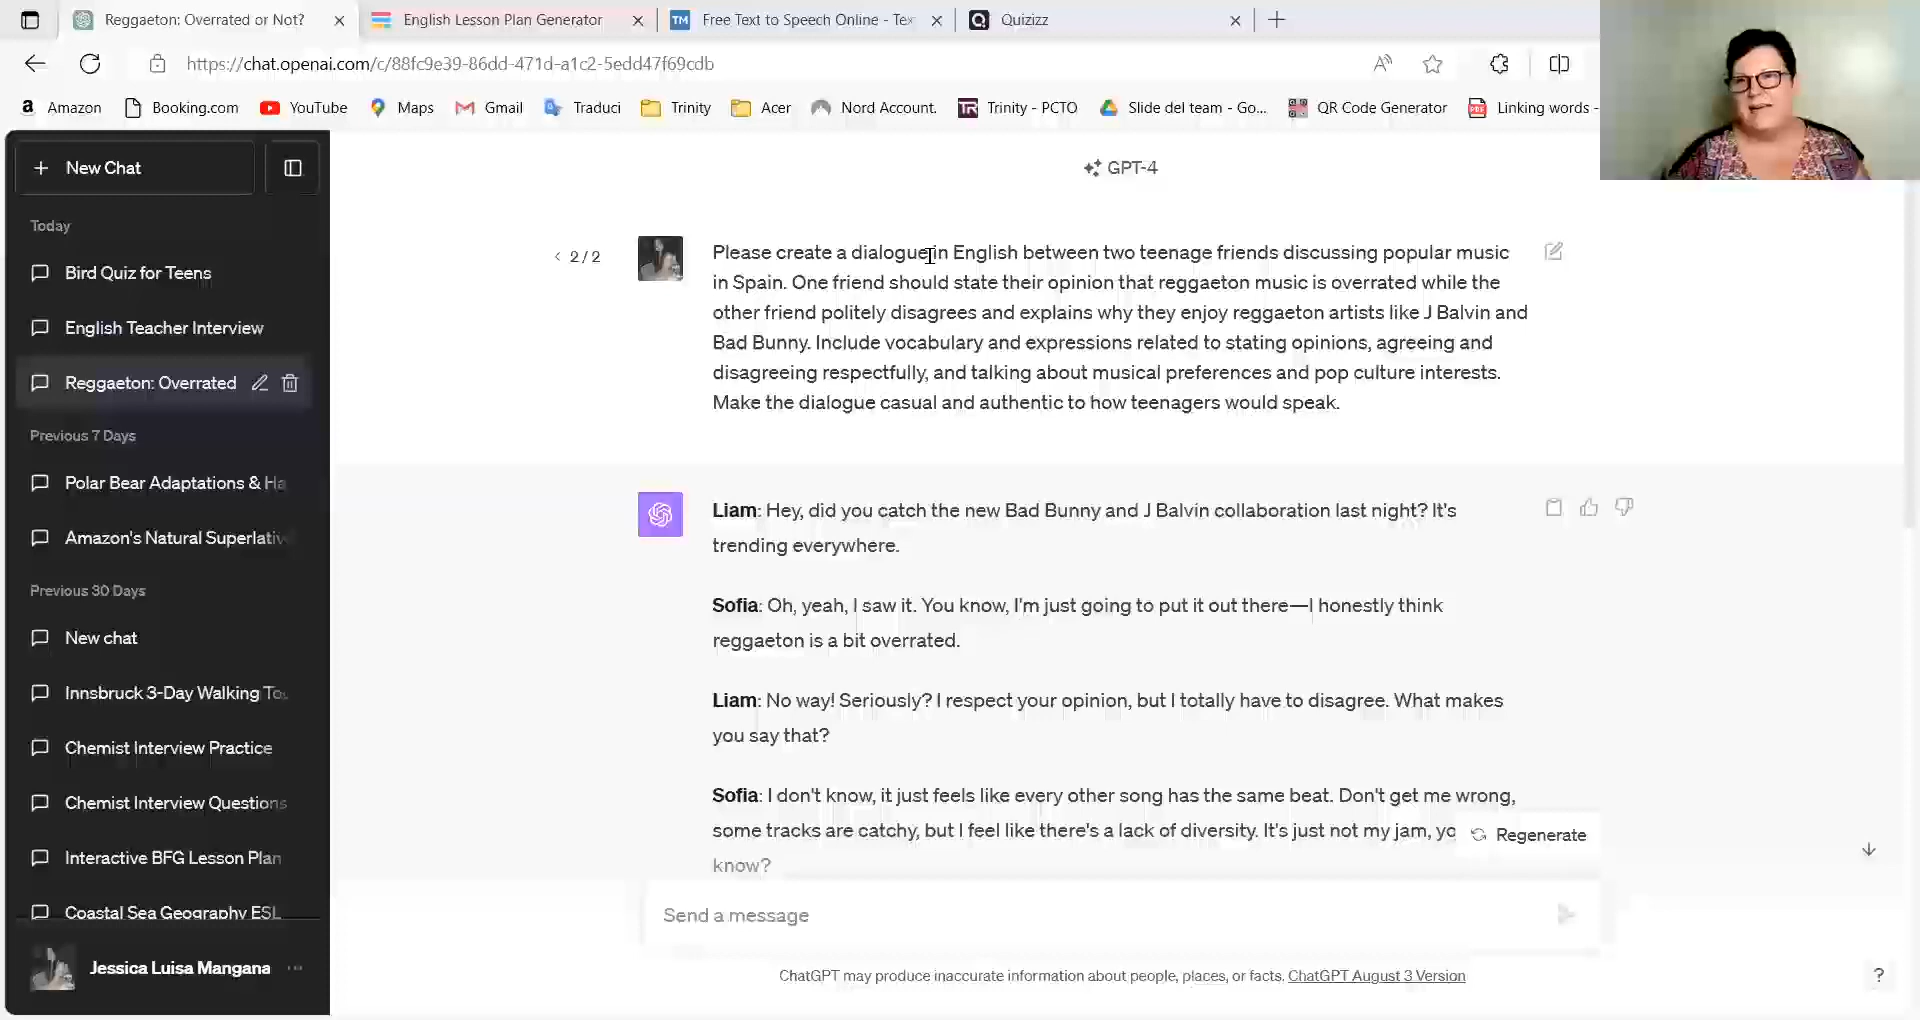 Reggaeton: Overrated or Not?
English Lesson Plan Generator
TM Free Text to Speech Online - Tex
Quizizz
https://chat.openai.com/c/88fc9e39-86dd-471d-a1c2-5edd47f69cdb
Amazon
Booking.com
YouTube
Maps
Gmail
Traduci
Trinity
Acer
Nord Account.
TR Trinity - PCTO
Slide del team - Go...
QR Code Generator
PDF Linking words -
New Chat
Today
Bird Quiz for Teens
English Teacher Interview
Reggaeton: Overrated
Previous 7 Days
Polar Bear Adaptations & Ha
Amazon's Natural Superlativ
Previous 30 Days
New chat
Innsbruck 3-Day Walking To
Chemist Interview Practice
Chemist Interview Questions
Interactive BFG Lesson Plan
Coastal Sea Geography ESL
Jessica Luisa Mangana
GPT-4
2 / 2
Please create a dialogue in English between two teenage friends discussing popular music
in Spain. One friend should state their opinion that reggaeton music is overrated while the
other friend politely disagrees and explains why they enjoy reggaeton artists like J Balvin and
Bad Bunny. Include vocabulary and expressions related to stating opinions, agreeing and
disagreeing respectfully, and talking about musical preferences and pop culture interests.
Make the dialogue casual and authentic to how teenagers would speak.
Liam: Hey, did you catch the new Bad Bunny and J Balvin collaboration last night? It's
trending everywhere.
Sofia: Oh, yeah, I saw it. You know, I'm just going to put it out there—I honestly think
reggaeton is a bit overrated.
Liam: No way! Seriously? I respect your opinion, but I totally have to disagree. What makes
you say that?
Sofia: I don't know, it just feels like every other song has the same beat. Don't get me wrong,
some tracks are catchy, but I feel like there's a lack of diversity. It's just not my jam, yo
know?
Regenerate
Send a message
ChatGPT may produce inaccurate information about people, places, or facts. ChatGPT August 3 Version
?